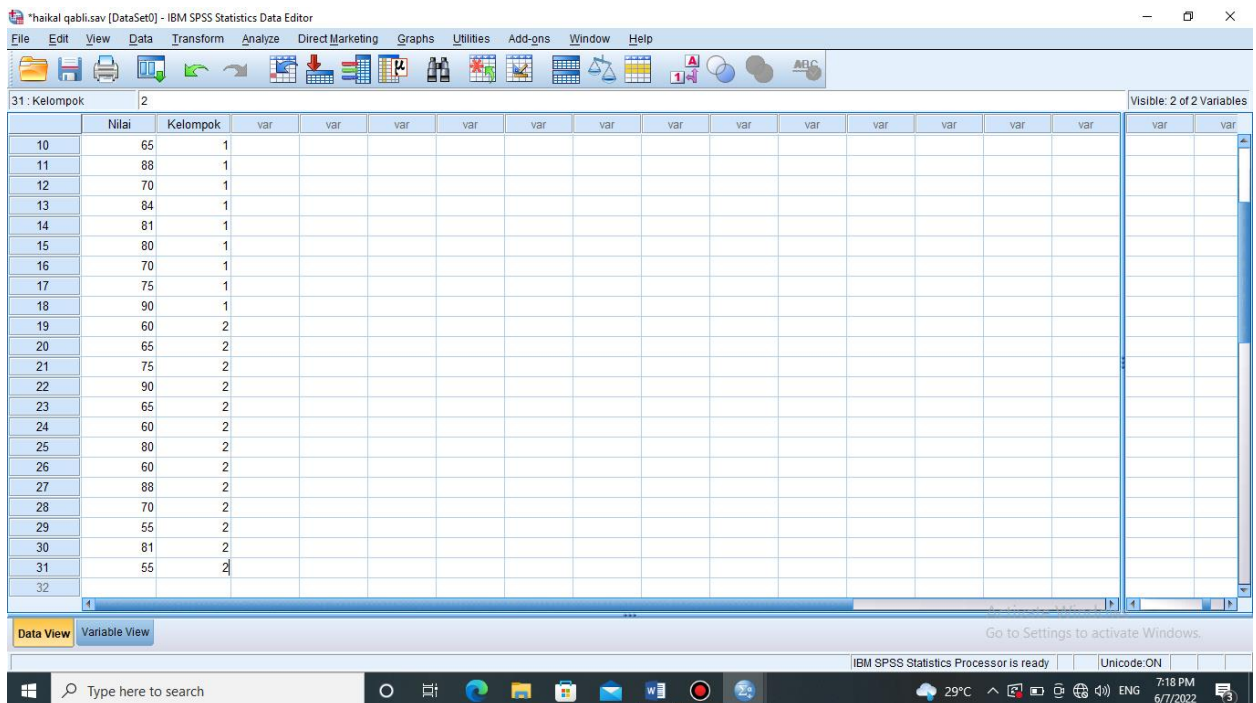 *haikal qabli.sav [DataSet0] - IBM SPSS Statistics Data Editor
File Edit View Data Transform Analyze Direct Marketing Graphs Utilities Add-ons Window Help
31 : Kelompok 2 Visible: 2 of 2 Variables
Nilai Kelompok var var var var var var var var var var var var var var var
10 65 1
11 88 1
12 70 1
13 84 1
14 81 1
15 80 1
16 70 1
17 75 1
18 90 1
19 60 2
20 65 2
21 75 2
22 90 2
23 65 2
24 60 2
25 80 2
26 60 2
27 88 2
28 70 2
29 55 2
30 81 2
31 55 2
32
Activate Windows
Data View Variable View Go to Settings to activate Windows.
IBM SPSS Statistics Processor is ready Unicode:ON
Type here to search 29°C ENG 7:18 PM
6/7/2022